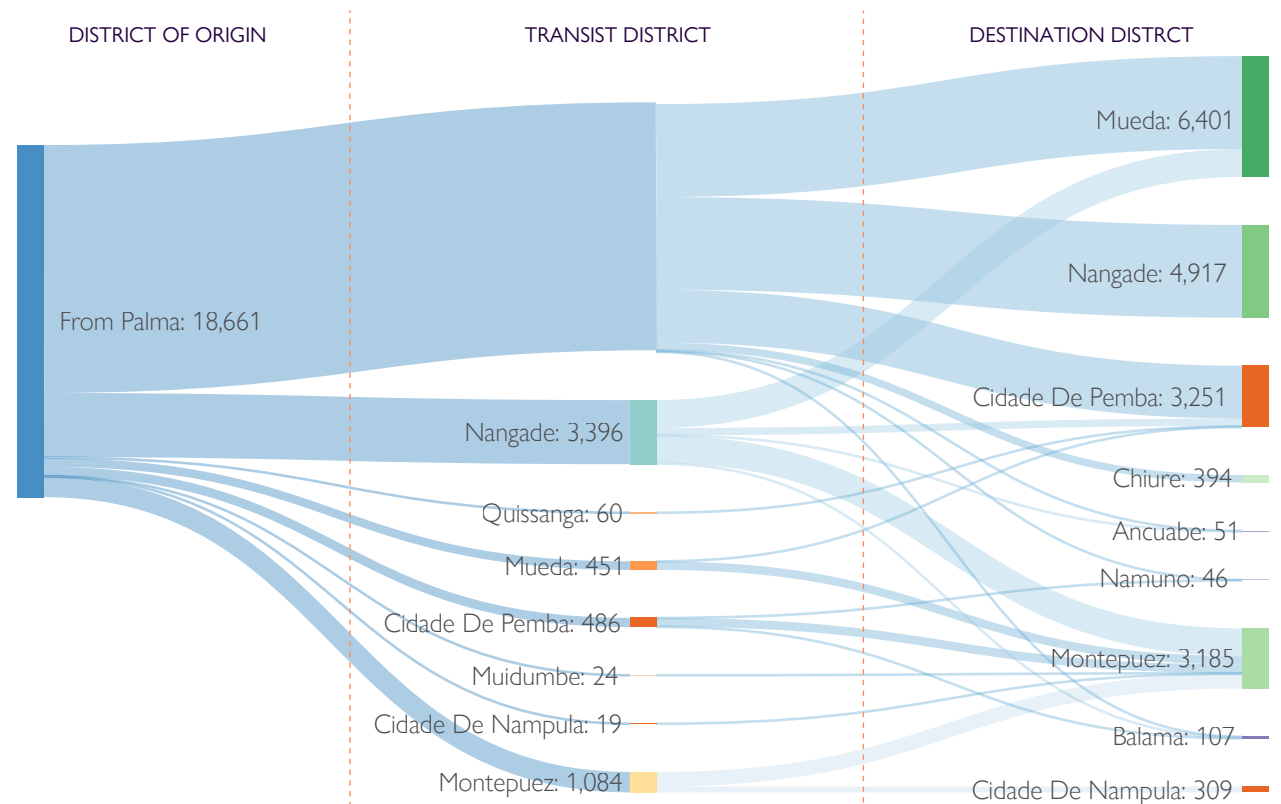 DISTRICT OF ORIGIN
TRANSIST DISTRICT
DESTINATION DISTRCT
From Palma: 18,661
Nangade: 3,396
Quissanga: 60
Mueda: 451
Cidade De Pemba: 486
Muidumbe: 24
Cidade De Nampula: 19
Montepuez: 1,084
Mueda: 6,401
Nangade: 4,917
Cidade De Pemba: 3,251
Chiure: 394
Ancuabe: 51
Namuno: 46
Montepuez: 3,185
Balama: 107
Cidade De Nampula: 309